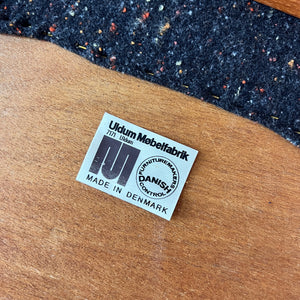 Uldum Møbelfabrik
7171 Uldum
FURNITUREMAKERS
DANISH
CONTROL
MADE IN DENMARK